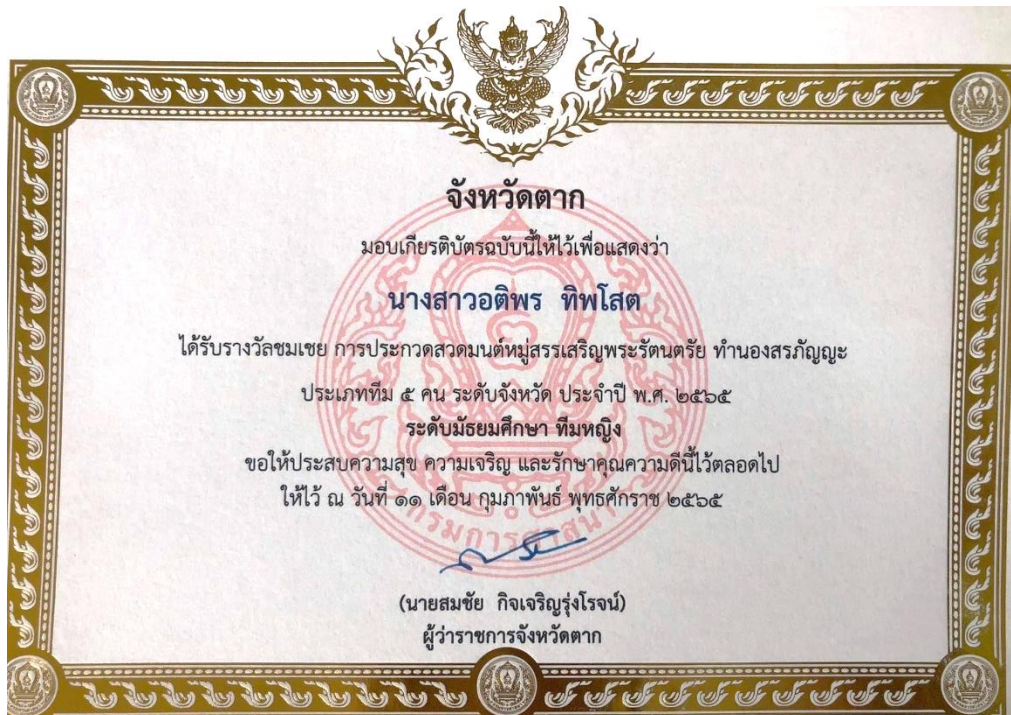 จังหวัดตาก
มอบเกียรติบัตรฉบับนี้ให้ไว้เพื่อแสดงว่า
นางสาวอติพร ทิพโสต
ได้รับรางวัลชมเชย การประกวดสวดมนต์หมู่สรรเสริญพระรัตนตรัย ทำนองสรภัญญะ
ประเภททีม ๕ คน ระดับจังหวัด ประจำปี พ.ศ. ๒๕๖๕
ระดับมัธยมศึกษา ทีมหญิง
ขอให้ประสบความสุข ความเจริญ และรักษาคุณความดีนี้ไว้ตลอดไป
ให้ไว้ ณ วันที่ ๑๑ เดือน กุมภาพันธ์ พุทธศักราช ๒๕๖๕
กรมการศาสนา
(นายสมชัย กิจเจริญรุ่งโรจน์)
ผู้ว่าราชการจังหวัดตาก